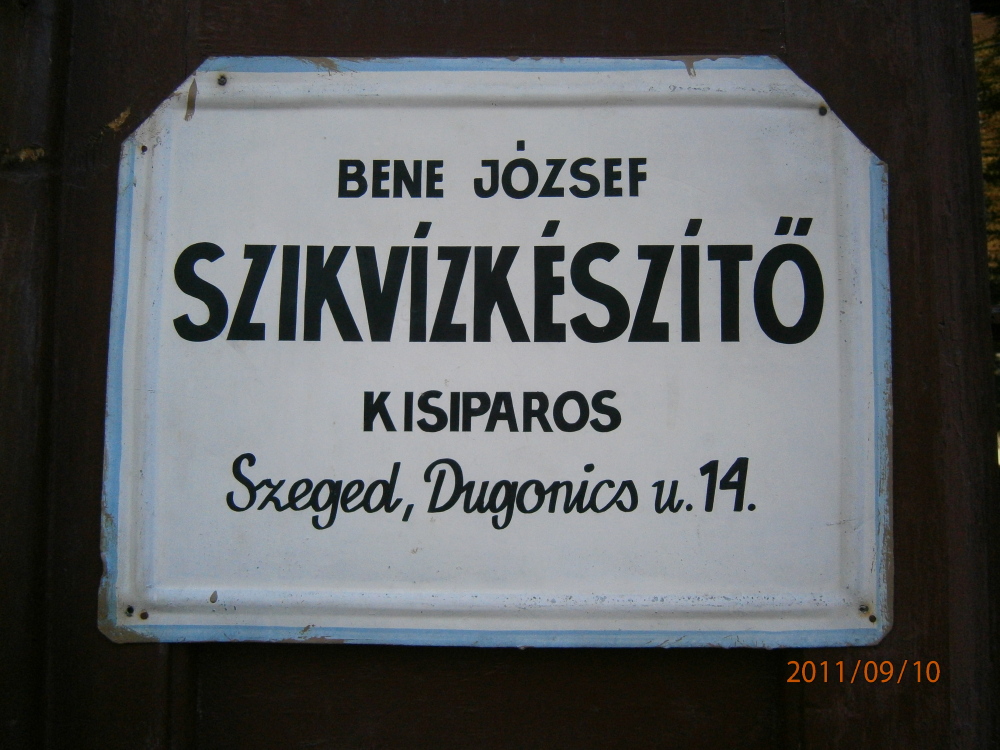 BENE JÓZSEF
SZIKVÍZKÉSZÍTŐ
KISIPAROS
Szeged, Dugonics u. 14.
2011/09/10